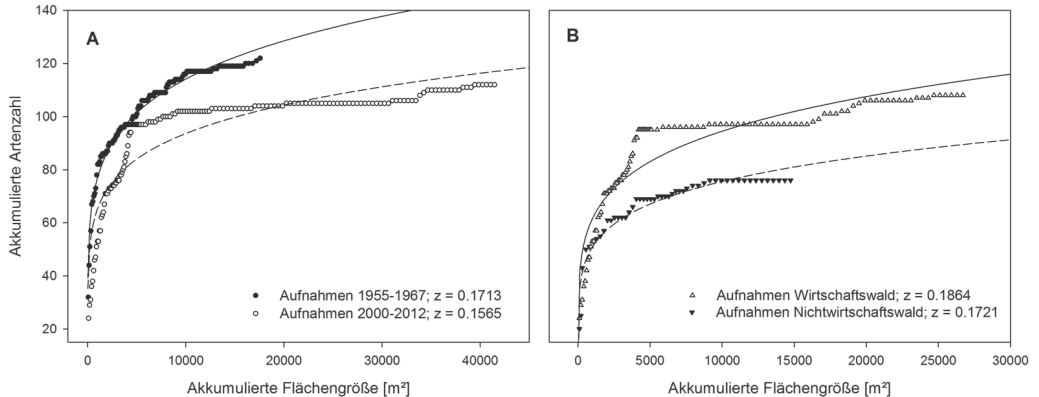 A
B
Akkumulierte Artenzahl
140
120
100
80
60
40
20
Aufnahmen 1955-1967; z = 0.1713
Aufnahmen 2000-2012; z = 0.1565
Aufnahmen Wirtschaftswald; z = 0.1864
Aufnahmen Nichtwirtschaftswald; z = 0.1721
0 10000 20000 30000 40000
0 5000 10000 15000 20000 25000 30000
Akkumulierte Flächengröße [m²]
Akkumulierte Flächengröße [m²]